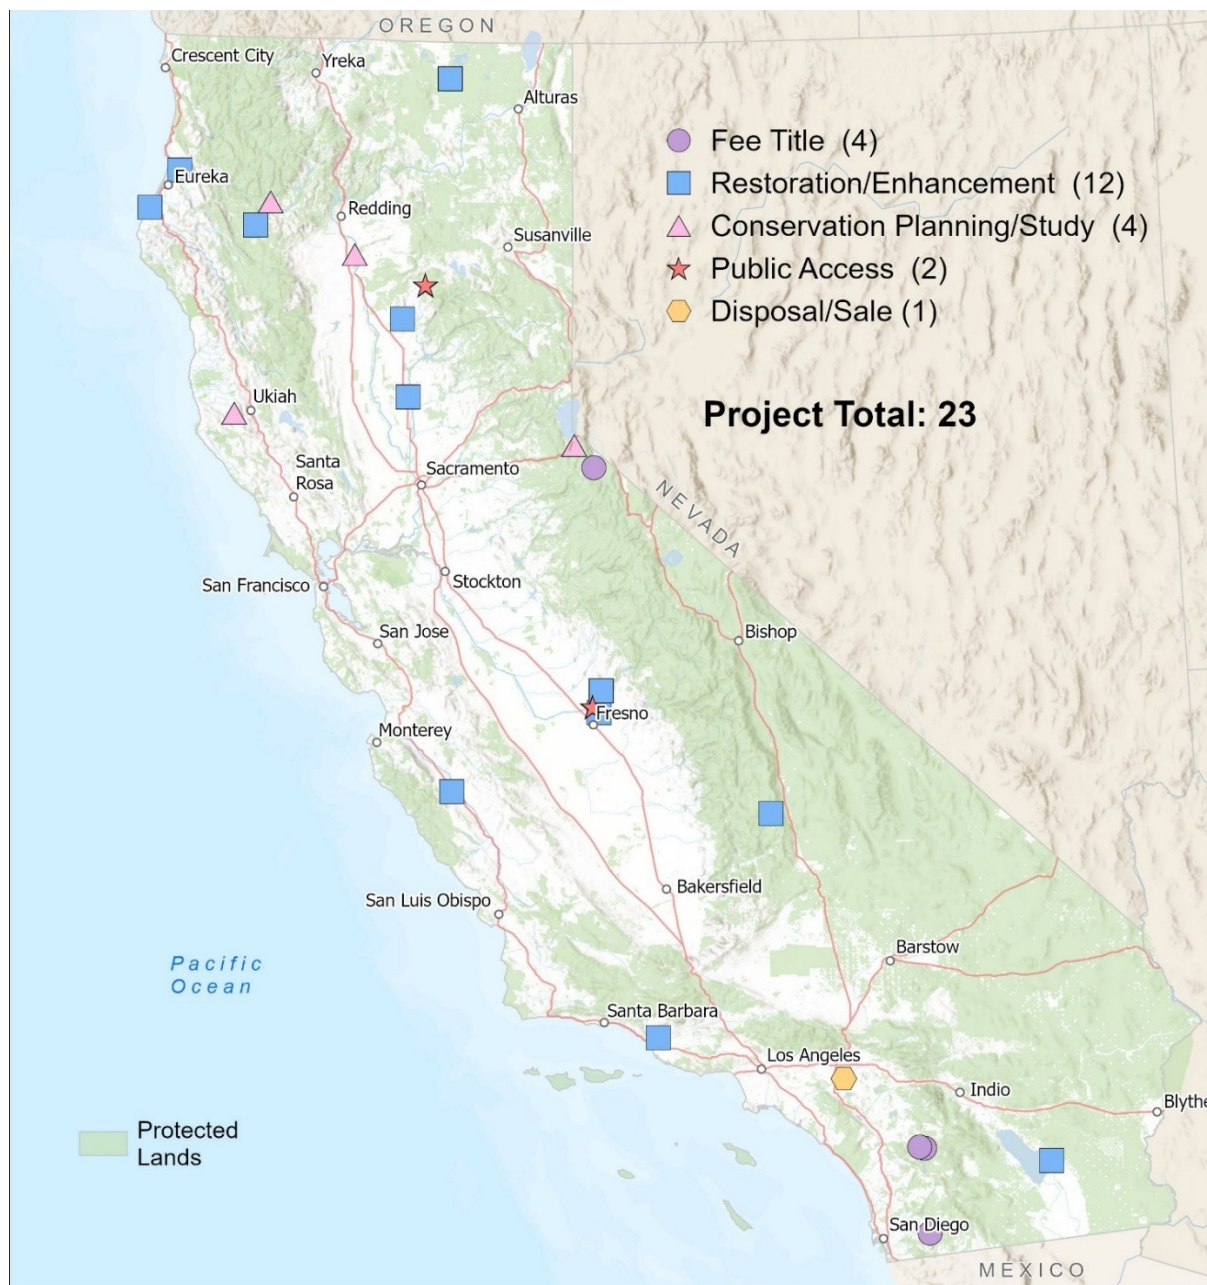 OREGON
Crescent City
Yreka
Alturas
Fee Title (4)
Eureka
Restoration/Enhancement (12)
Redding
Conservation Planning/Study (4)
Susanville
Public Access (2)
Disposal/Sale (1)
Ukiah
Project Total: 23
Santa
Rosa
Sacramento
NEVADA
San Francisco
Stockton
San Jose
Bishop
Monterey
Fresno
San Luis Obispo
Bakersfield
Pacific
Ocean
Barstow
Santa Barbara
Los Angeles
Indio
Blythe
Protected
Lands
San Diego
MEXICO